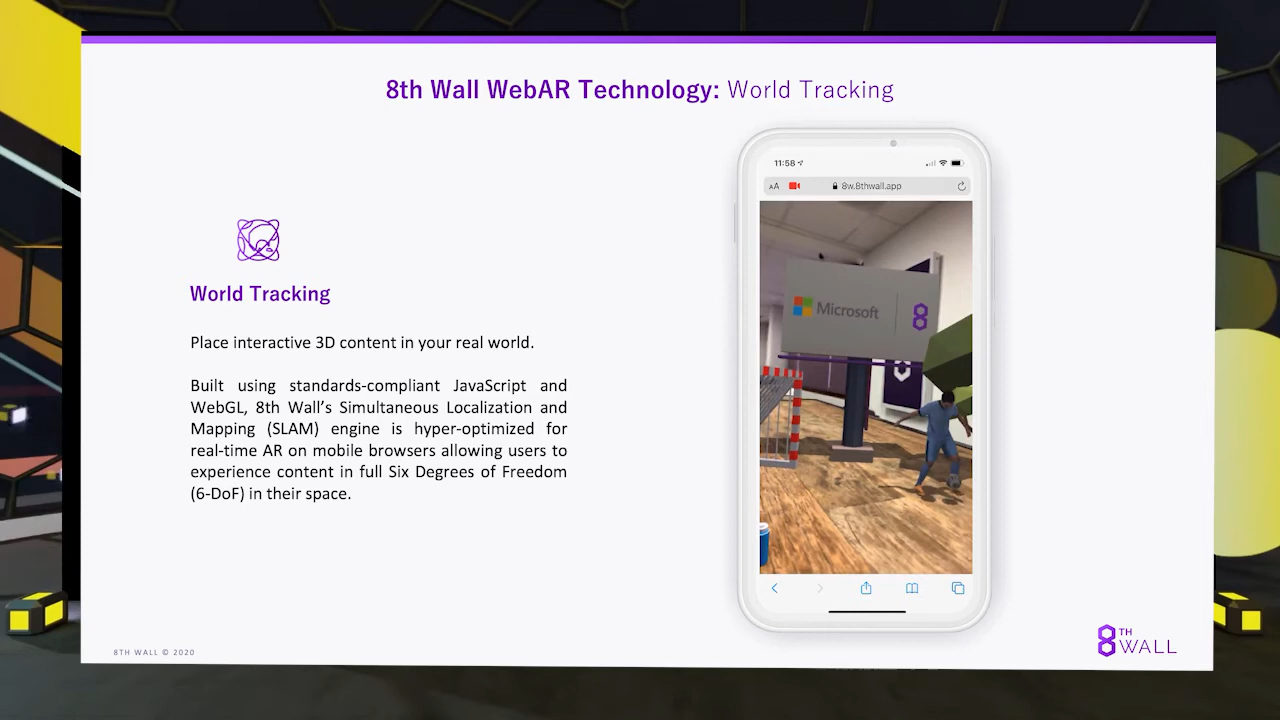 8th Wall WebAR Technology: World Tracking
11:58
AA
8w.8thwall.app
Microsoft
8
World Tracking
Place interactive 3D content in your real world.
Built using standards-compliant JavaScript and
WebGL, 8th Wall’s Simultaneous Localization and
Mapping (SLAM) engine is hyper-optimized for
real-time AR on mobile browsers allowing users to
experience content in full Six Degrees of Freedom
(6-DoF) in their space.
8TH WALL © 2020
8TH
WALL